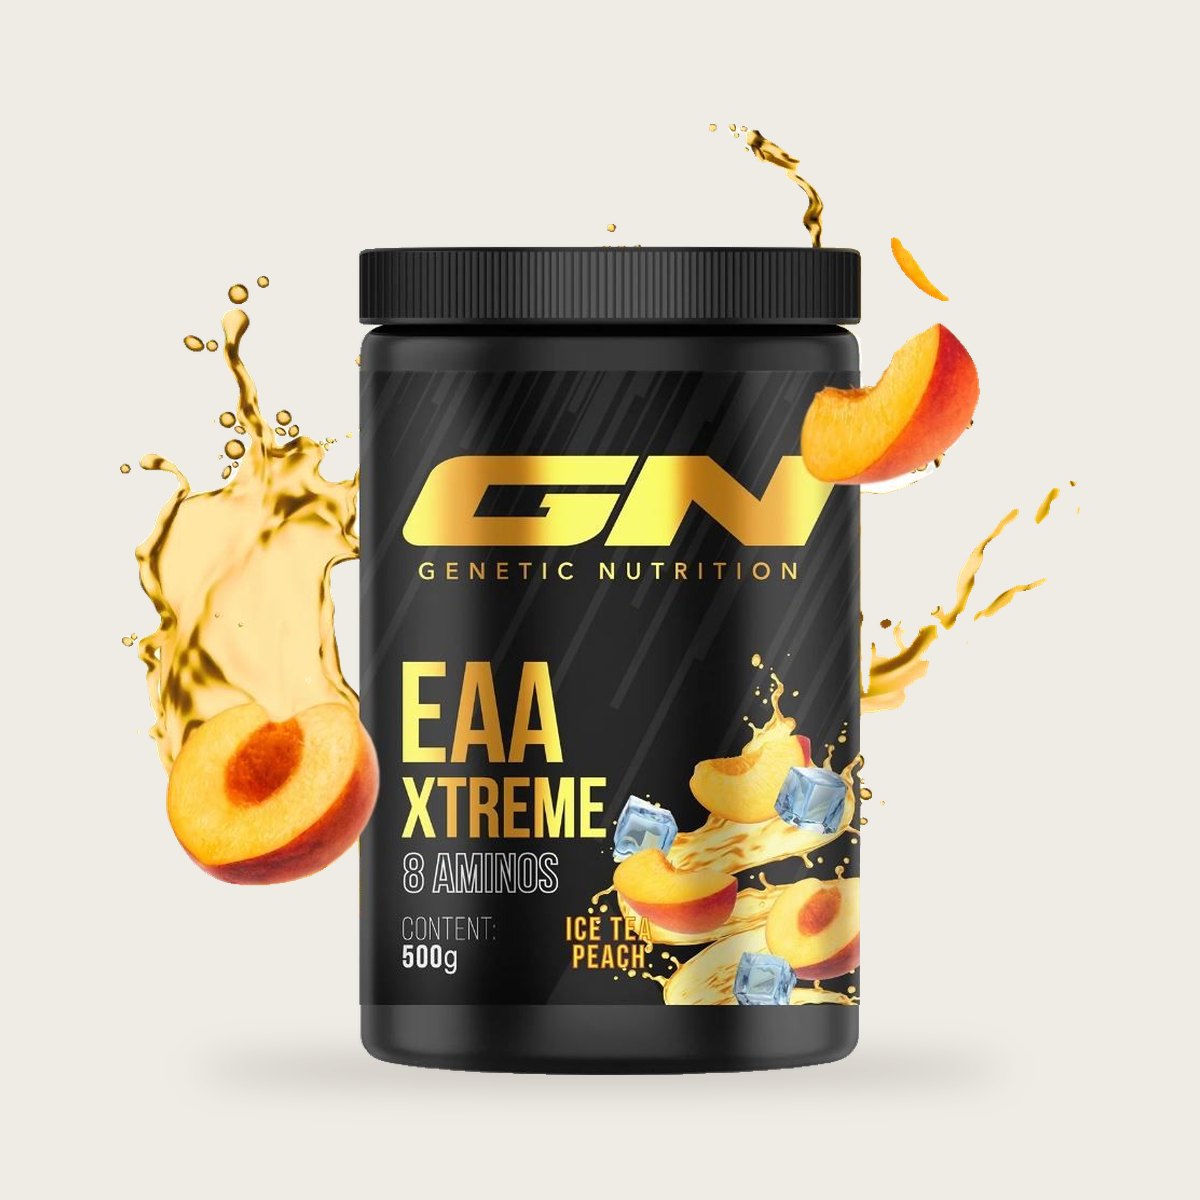 GN
GENETIC NUTRITION
EAA
XTREME
8 AMINOS
CONTENT:
500g
ICE TEA
PEACH